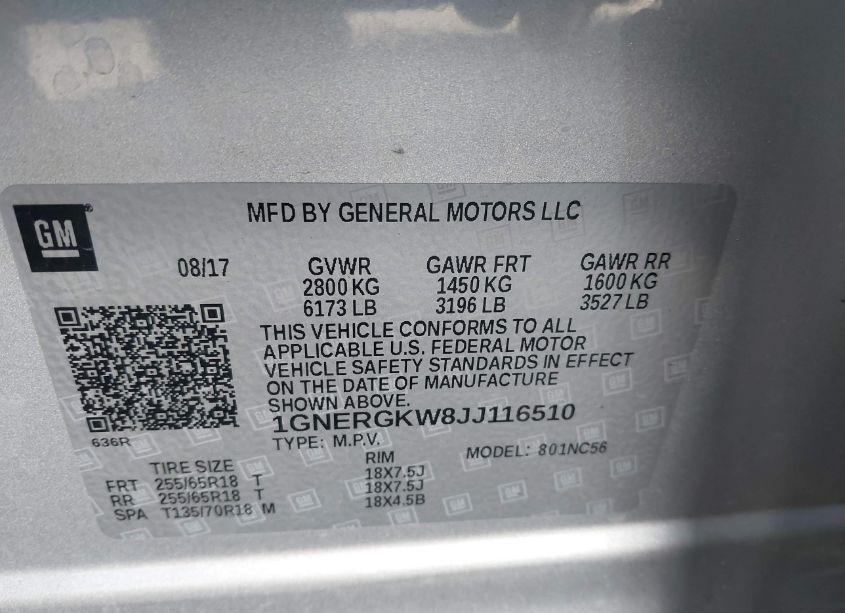 GM
MFD BY GENERAL MOTORS LLC
08/17 GVWR GAWR FRT GAWR RR
2800 KG 1450 KG 1600 KG
6173 LB 3196 LB 3527 LB
THIS VEHICLE CONFORMS TO ALL
APPLICABLE U.S. FEDERAL MOTOR
VEHICLE SAFETY STANDARDS IN EFFECT
ON THE DATE OF MANUFACTURE
SHOWN ABOVE.
1GNERGKW8JJ116510
636R
TYPE: M.P.V. MODEL: 801NC56
TIRE SIZE RIM
FRT 255/65R18 T 18X7.5J
RR 255/65R18 T 18X7.5J
SPA T135/70R18 M 18X4.5B